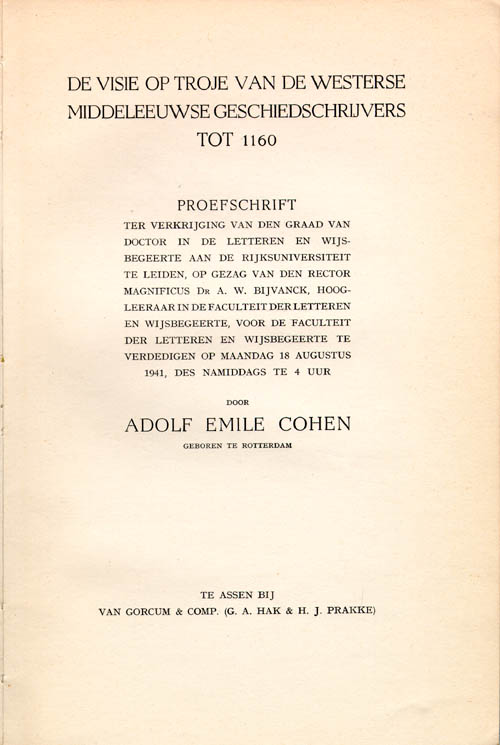 DE VISIE OP TROJE VAN DE WESTERSE
MIDDELEEUWSE GESCHIEDSCHRIJVERS
TOT 1160
PROEFSCHRIFT
TER VERKRIJGING VAN DEN GRAAD VAN
DOCTOR IN DE LETTEREN EN WIJS-
BEGEERTE AAN DE RIJKSUNIVERSITEIT
TE LEIDEN, OP GEZAG VAN DEN RECTOR
MAGNIFICUS DR A. W. BIJVANCK, HOOG-
LEERAAR IN DE FACULTEIT DER LETTEREN
EN WIJSBEGEERTE, VOOR DE FACULTEIT
DER LETTEREN EN WIJSBEGEERTE TE
VERDEDIGEN OP MAANDAG 18 AUGUSTUS
1941, DES NAMIDDAGS TE 4 UUR
DOOR
ADOLF EMILE COHEN
GEBOREN TE ROTTERDAM
TE ASSEN BIJ
VAN GORCUM & COMP. (G. A. HAK & H. J. PRAKKE)